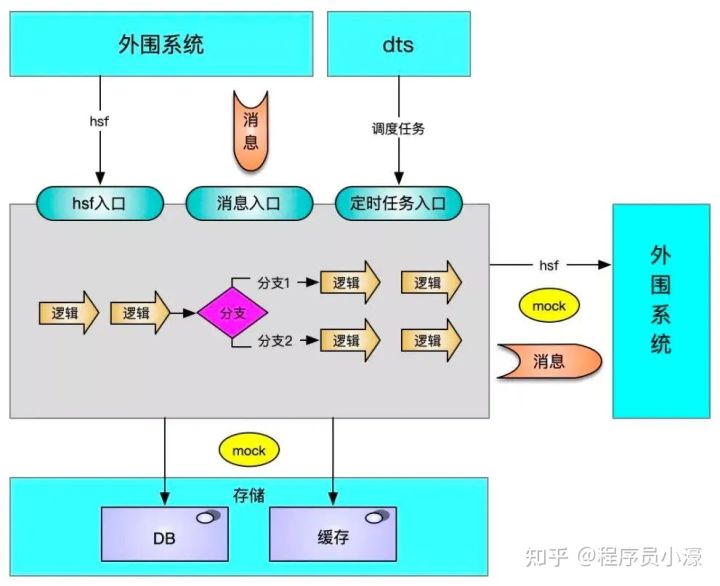 外围系统
dts
hsf
消息
调度任务
hsf入口
消息入口
定时任务入口
逻辑
逻辑
分支
分支1
逻辑
逻辑
分支2
逻辑
逻辑
hsf
mock
消息
外围系统
mock
存储
DB
缓存
知乎 @程序员小濠